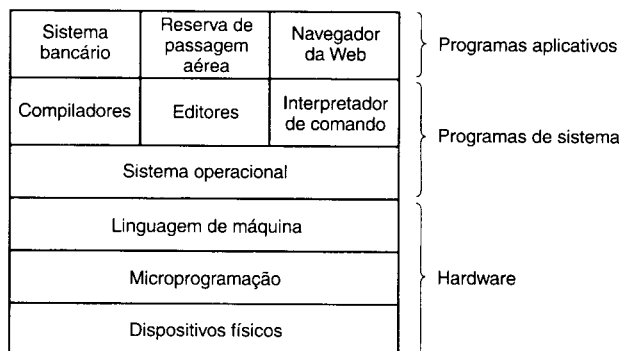 Sistema
bancário
Reserva de
passagem
aérea
Navegador
da Web
Programas aplicativos
Compiladores
Editores
Interpretador
de comando
Programas de sistema
Sistema operacional
Linguagem de máquina
Microprogramação
Hardware
Dispositivos físicos